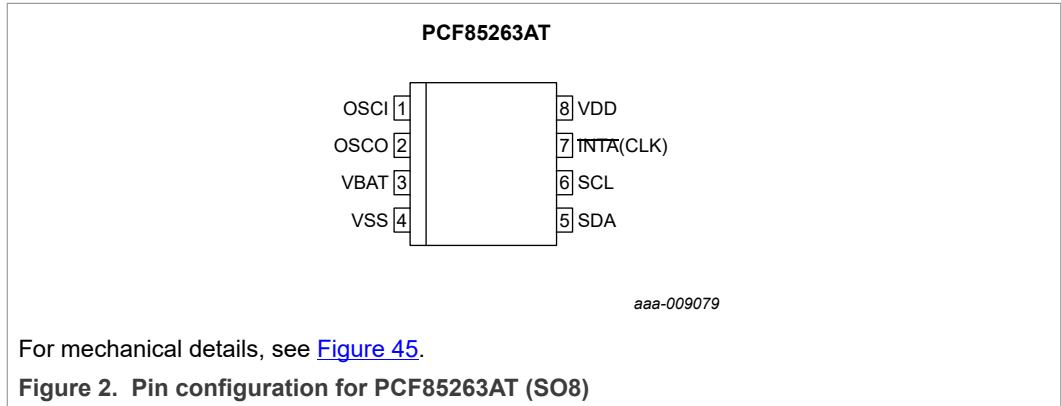 PCF85263AT
OSCI 1 8 VDD
OSCO 2 7 INTA(CLK)
VBAT 3 6 SCL
VSS 4 5 SDA
aaa-009079
For mechanical details, see Figure 45.
Figure 2. Pin configuration for PCF85263AT (SO8)